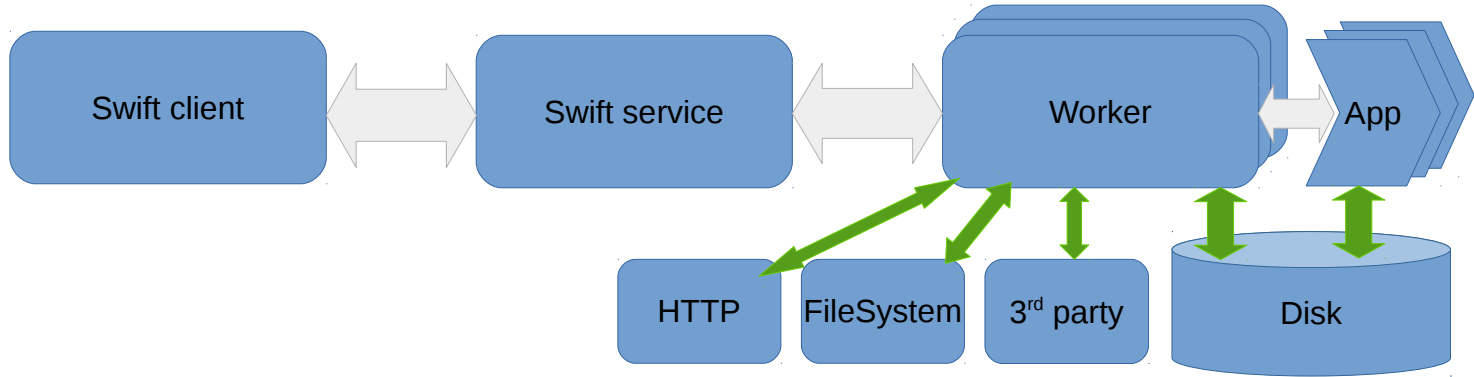 Swift client
Swift service
Worker
App
HTTP
FileSystem
3rd party
Disk